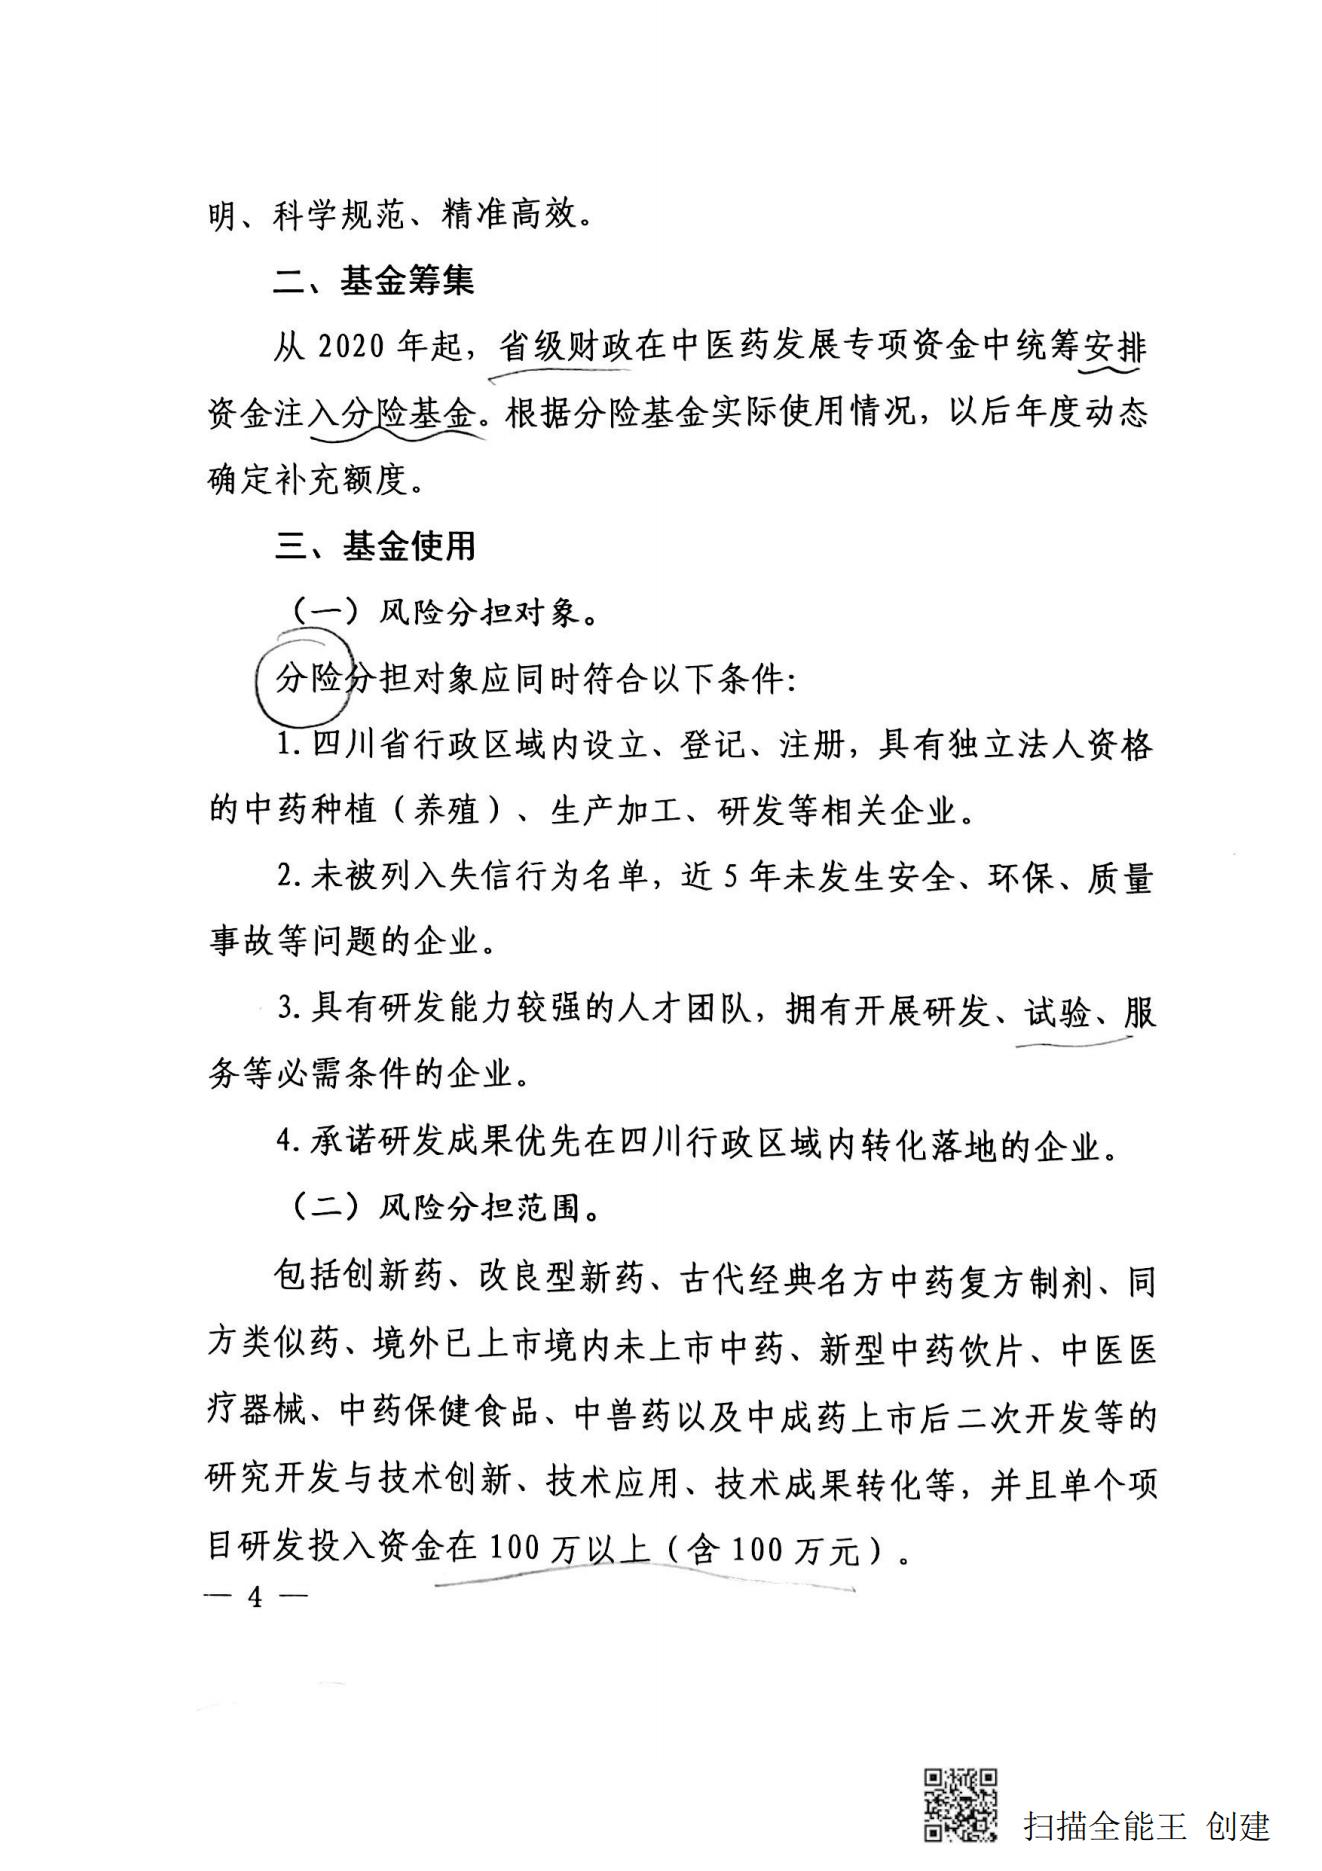 明、科学规范、精准高效。
二、基金筹集
从 2020 年起，省级财政在中医药发展专项资金中统筹安排
资金注入分险基金。根据分险基金实际使用情况，以后年度动态
确定补充额度。
三、基金使用
（一）风险分担对象。
分险分担对象应同时符合以下条件：
1. 四川省行政区域内设立、登记、注册，具有独立法人资格
的中药种植（养殖）、生产加工、研发等相关企业。
2. 未被列入失信行为名单，近 5 年未发生安全、环保、质量
事故等问题的企业。
3. 具有研发能力较强的人才团队，拥有开展研发、试验、服
务等必需条件的企业。
4. 承诺研发成果优先在四川行政区域内转化落地的企业。
（二）风险分担范围。
包括创新药、改良型新药、古代经典名方中药复方制剂、同
方类似药、境外已上市境内未上市中药、新型中药饮片、中医医
疗器械、中药保健食品、中兽药以及中成药上市后二次开发等的
研究开发与技术创新、技术应用、技术成果转化等，并且单个项
目研发投入资金在 100 万以上（含 100 万元）。
— 4 —
扫描全能王 创建